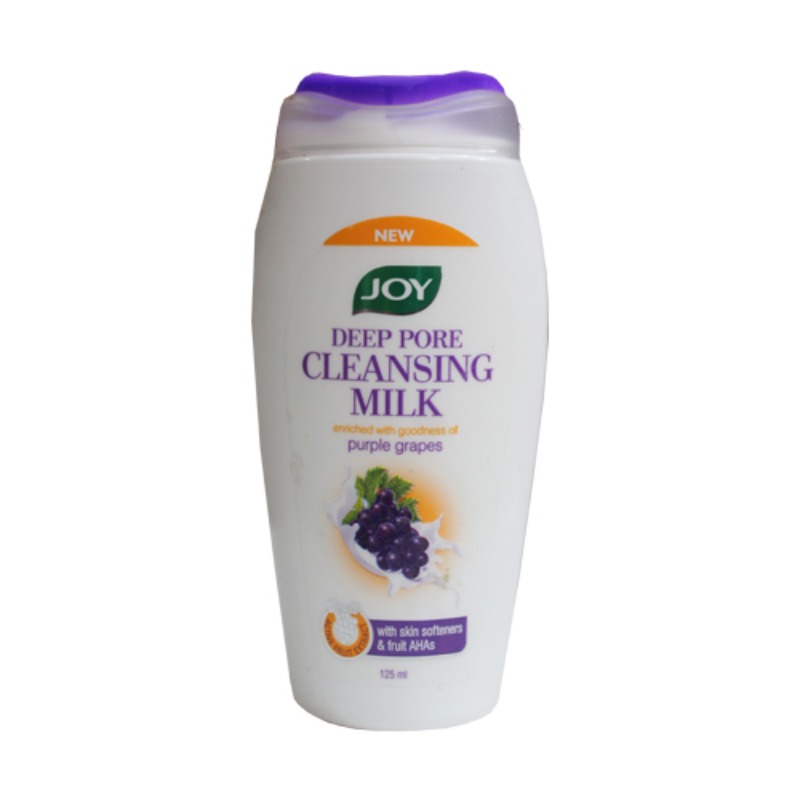 NEW
JOY
DEEP PORE
CLEANSING
MILK
enriched with goodness of
purple grapes
with skin softeners
& fruit AHAs
125 ml